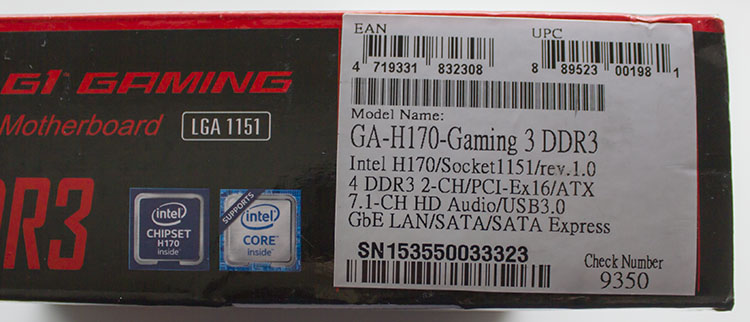 G1 GAMING
Motherboard LGA 1151
DR3
intel
CHIPSET
H170
inside
SUPPORTS
intel
CORE
inside
EAN
4 719331 832308
UPC
8 89523 00198 1
Model Name:
GA-H170-Gaming 3 DDR3
Intel H170/Socket1151/rev.1.0
4 DDR3 2-CH/PCI-Ex16/ATX
7.1-CH HD Audio/USB3.0
GbE LAN/SATA/SATA Express
SN153550033323
Check Number
9350